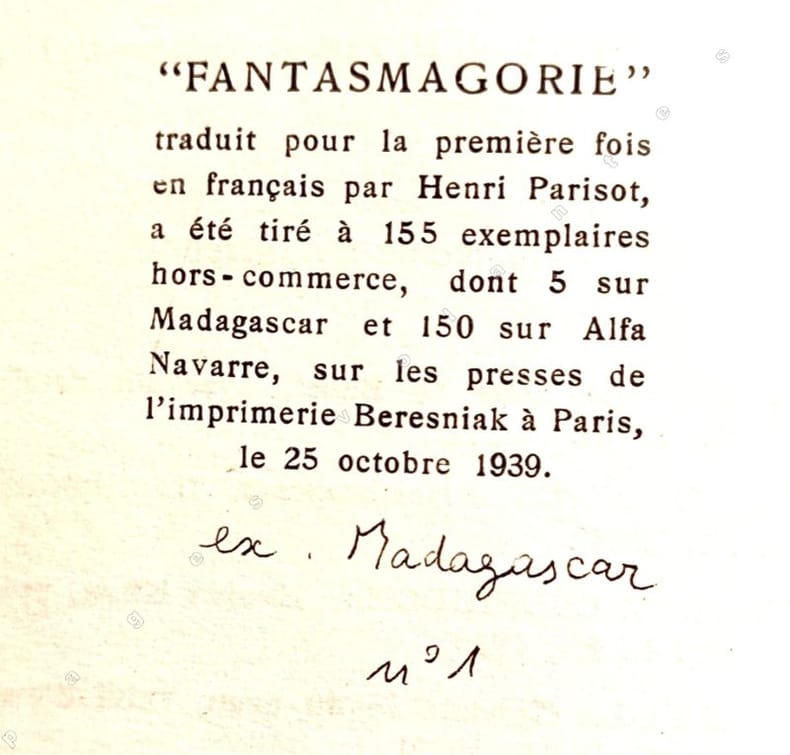 “FANTASMAGORIE”
traduit pour la première fois
en français par Henri Parisot,
a été tiré à 155 exemplaires
hors-commerce, dont 5 sur
Madagascar et 150 sur Alfa
Navarre, sur les presses de
l'imprimerie Beresniak à Paris,
le 25 octobre 1939.
ex. Madagascar
n° 1